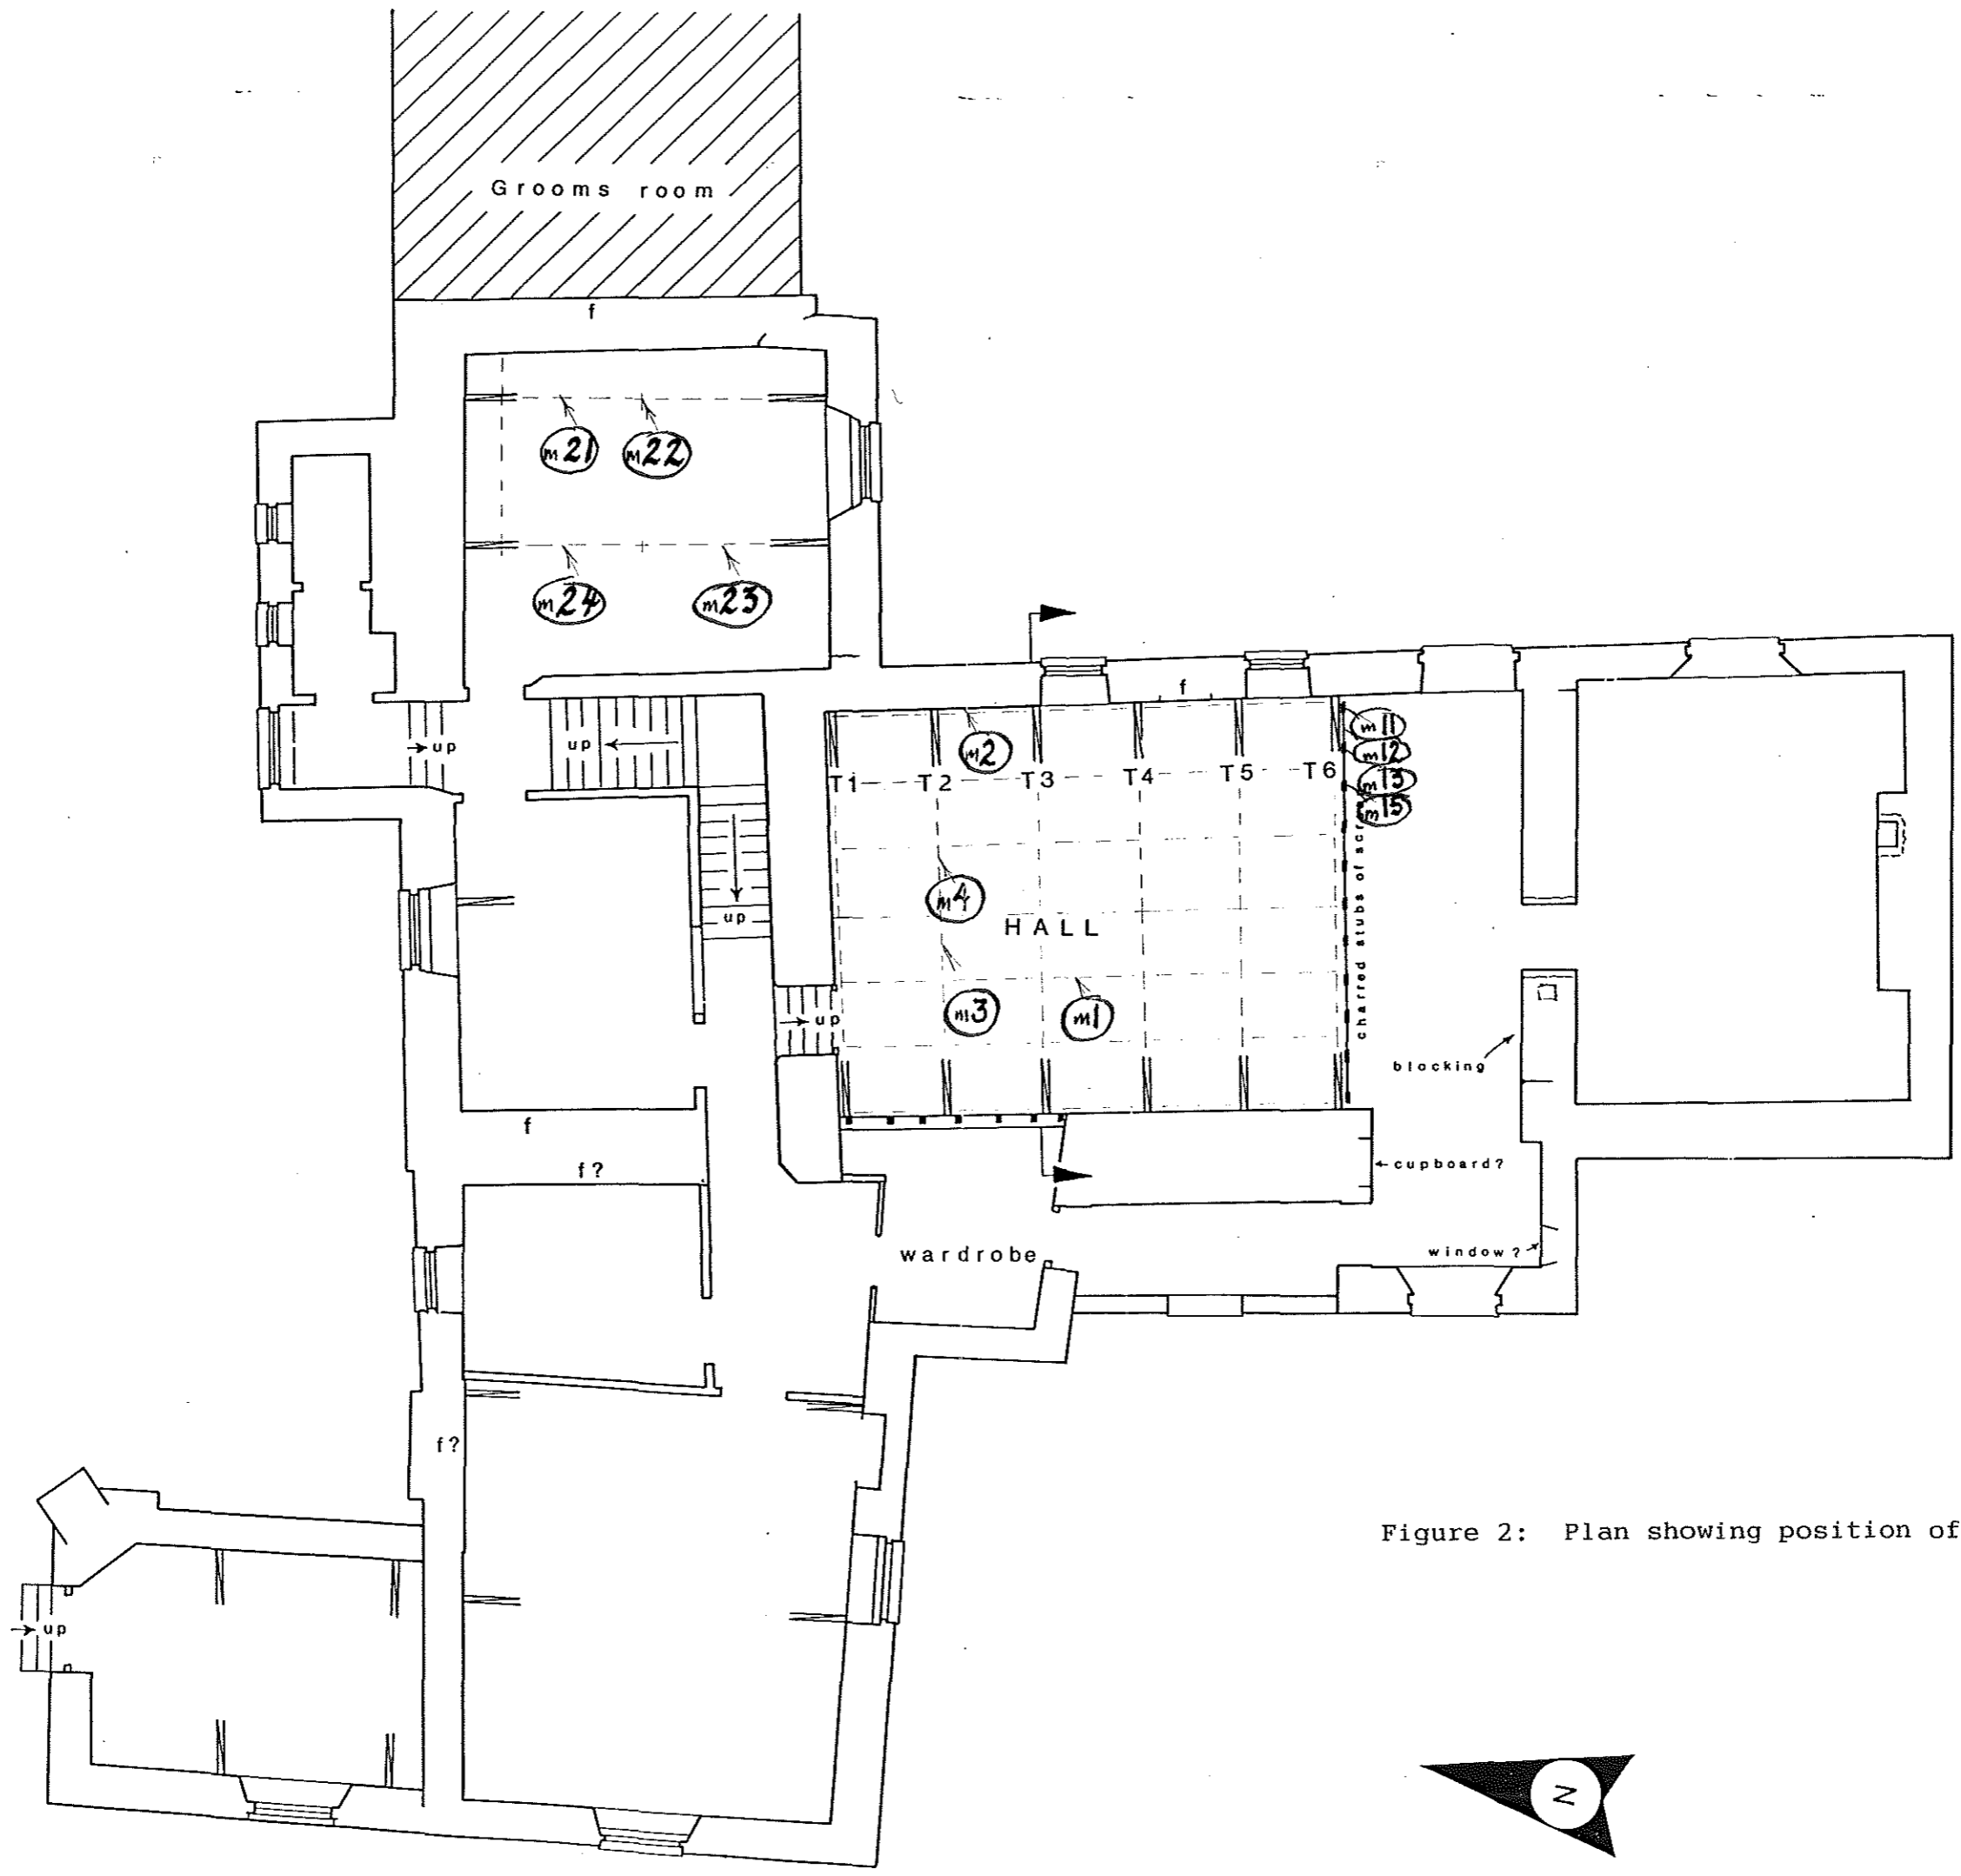 Grooms room
f
m21 m22
m24 m23
f
m11
up up m2 m12
T1 T2 T3 T4 T5 T6 m13
m15
m4
up HALL
charred stubs of scr
m3 m1
up
blocking
f
f? cupboard?
wardrobe window?
f?
Figure 2: Plan showing position of
up
N